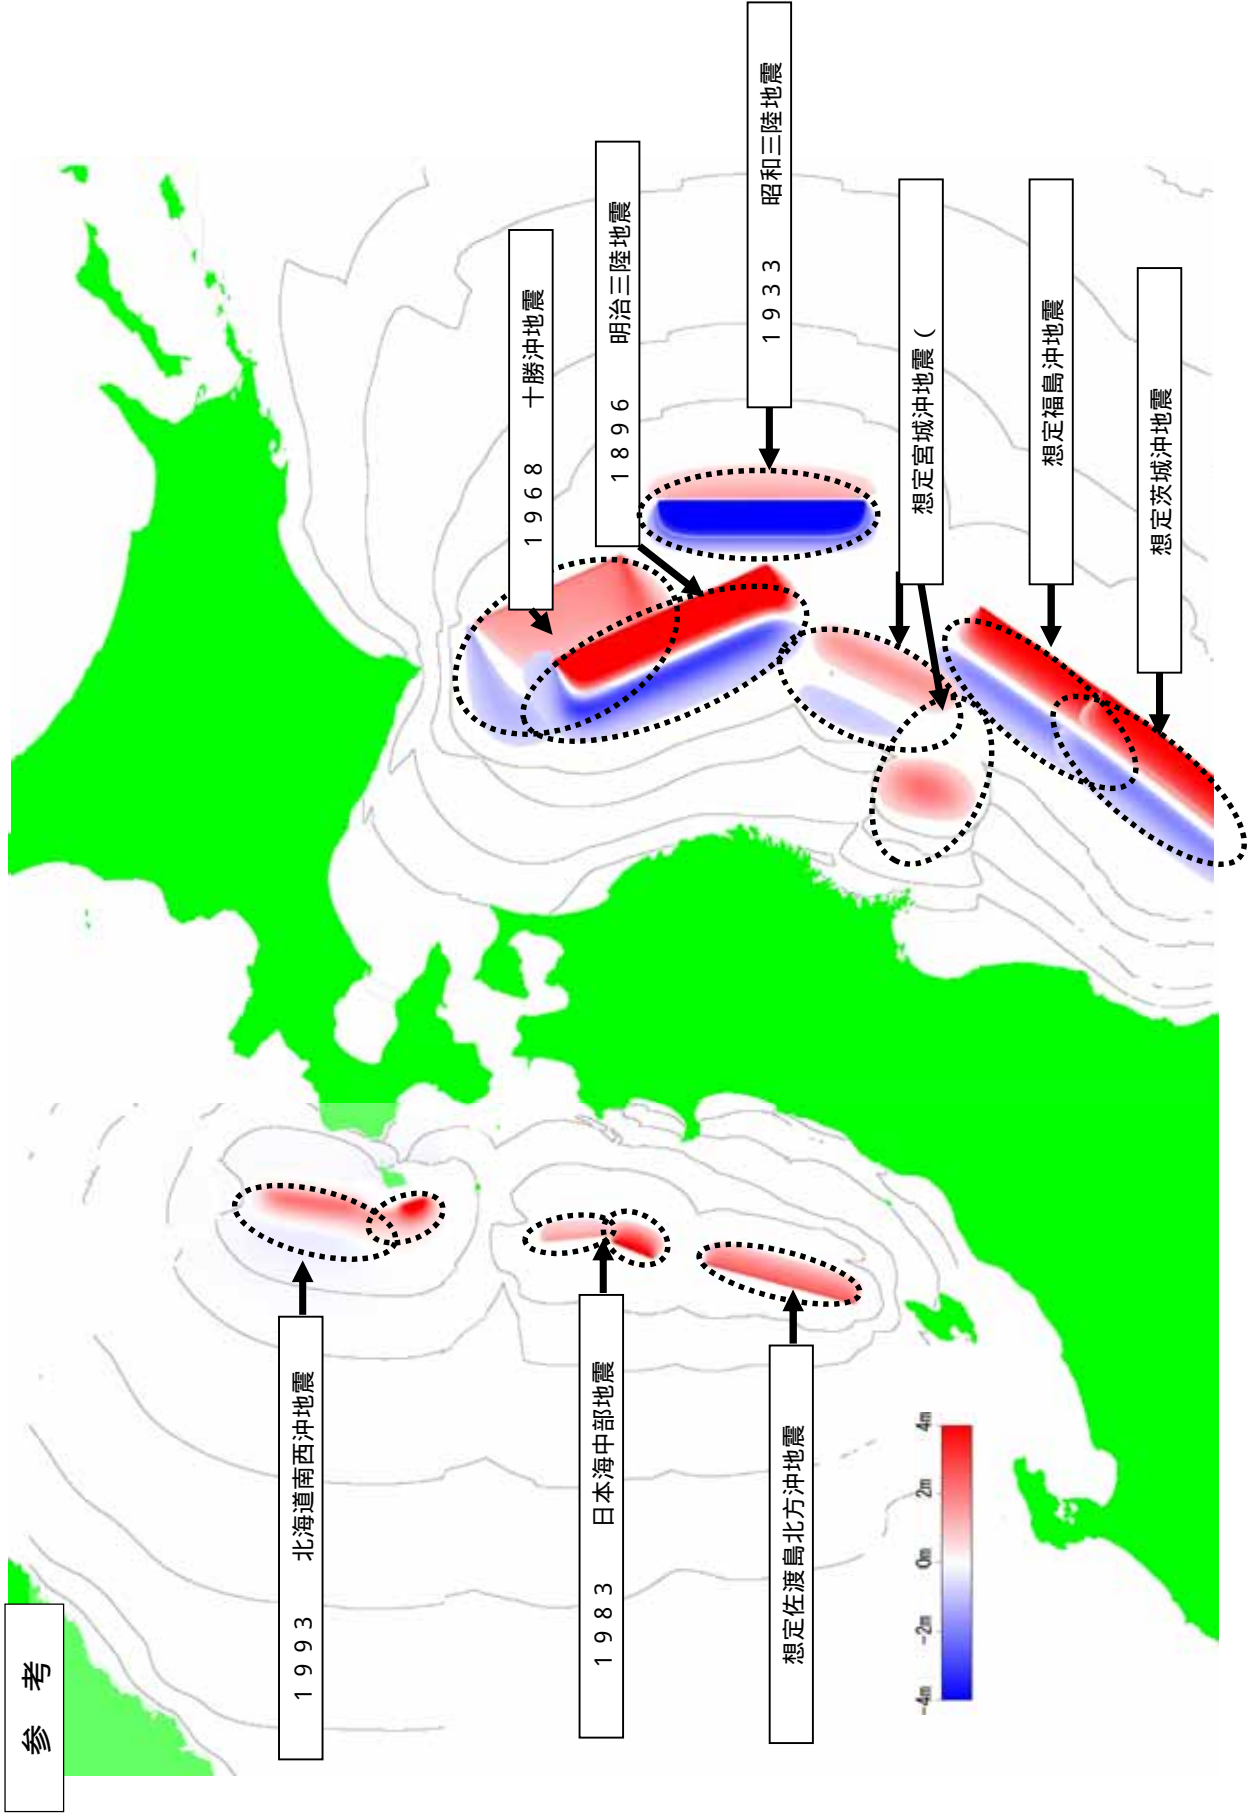 参 考
1993 北海道南西沖地震
1983 日本海中部地震
想定佐渡島北方沖地震
-4m -2m 0m 2m 4m
1968 十勝沖地震
1896 明治三陸地震
1933 昭和三陸地震
想定宮城沖地震(
想定福島沖地震
想定茨城沖地震